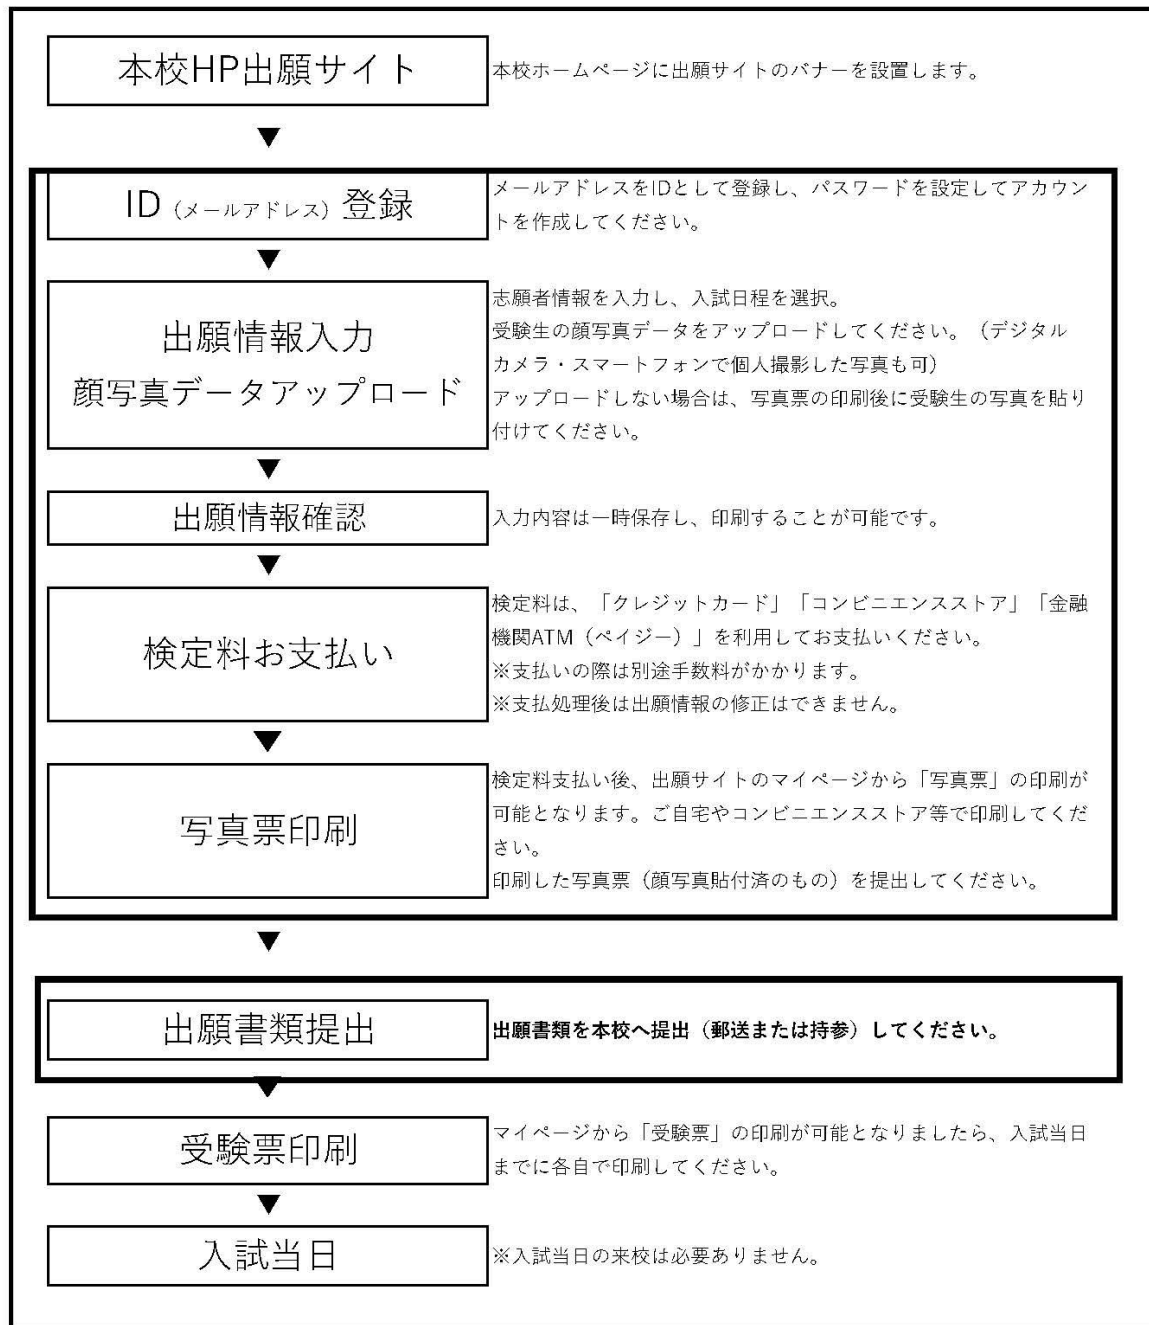 本校HP出願サイト
本校ホームページに出願サイトのバナーを設置します。
▼
ID（メールアドレス）登録
メールアドレスをIDとして登録し、パスワードを設定してアカウン
トを作成してください。
▼
出願情報入力
顔写真データアップロード
志願者情報を入力し、入試日程を選択。
受験生の顔写真データをアップロードしてください。（デジタル
カメラ・スマートフォンで個人撮影した写真も可）
アップロードしない場合は、写真票の印刷後に受験生の写真を貼り
付けてください。
▼
出願情報確認
入力内容は一時保存し、印刷することが可能です。
▼
検定料お支払い
検定料は、「クレジットカード」「コンビニエンスストア」「金融
機関ATM（ペイジー）」を利用してお支払いください。
※支払いの際は別途手数料がかかります。
※支払処理後は出願情報の修正はできません。
▼
写真票印刷
検定料支払い後、出願サイトのマイページから「写真票」の印刷が
可能となります。ご自宅やコンビニエンスストア等で印刷してくだ
さい。
印刷した写真票（顔写真貼付済のもの）を提出してください。
▼
出願書類提出
出願書類を本校へ提出（郵送または持参）してください。
▼
受験票印刷
マイページから「受験票」の印刷が可能となりましたら、入試当日
までに各自で印刷してください。
▼
入試当日
※入試当日の来校は必要ありません。